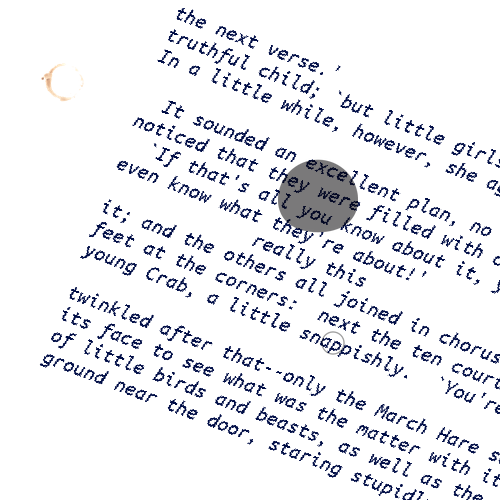 the next verse.'
truthful child; `but little girls
In a little while, however, she
It sounded an excellent plan, no
noticed that they were filled with
`If that's all you know about it,
even know what they're about!'
really this
it; and the others all joined in chorus
feet at the corners: next the ten
young Crab, a little snappishly. `You're
twinkled after that--only the March Hare
its face to see what was the matter with it
of little birds and beasts, as well as the
ground near the door, staring